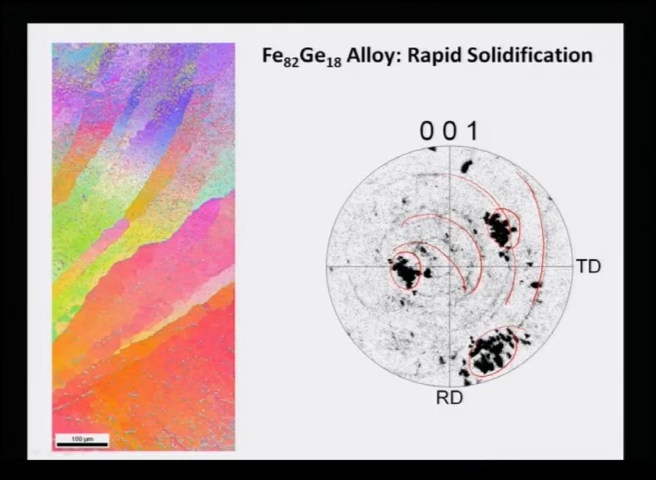 Fe₈₂Ge₁₈ Alloy: Rapid Solidification
0 0 1
TD
RD
100 µm